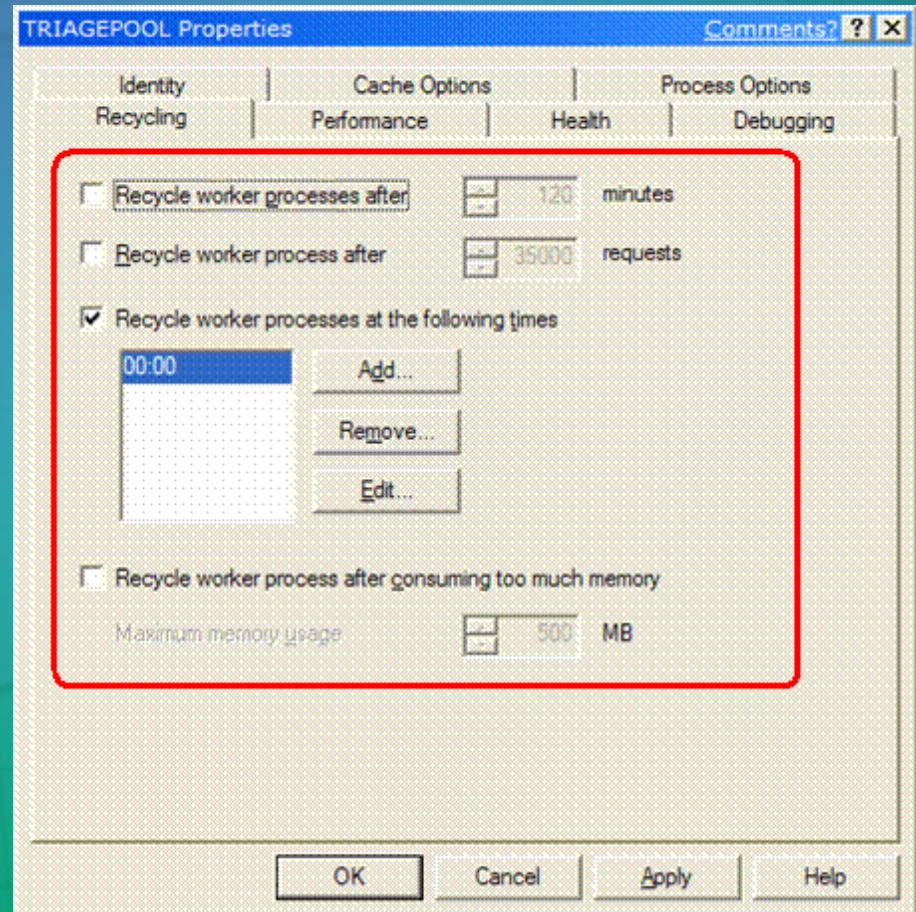 TRIAGEPOOL Properties Comments? ?
Identity Cache Options Process Options
Recycling Performance Health Debugging
Recycle worker processes after 120 minutes
Recycle worker process after 35000 requests
Recycle worker processes at the following times
00:00 Add...
Remove...
Edit...
Recycle worker process after consuming too much memory
Maximum memory usage 500 MB
OK Cancel Apply Help